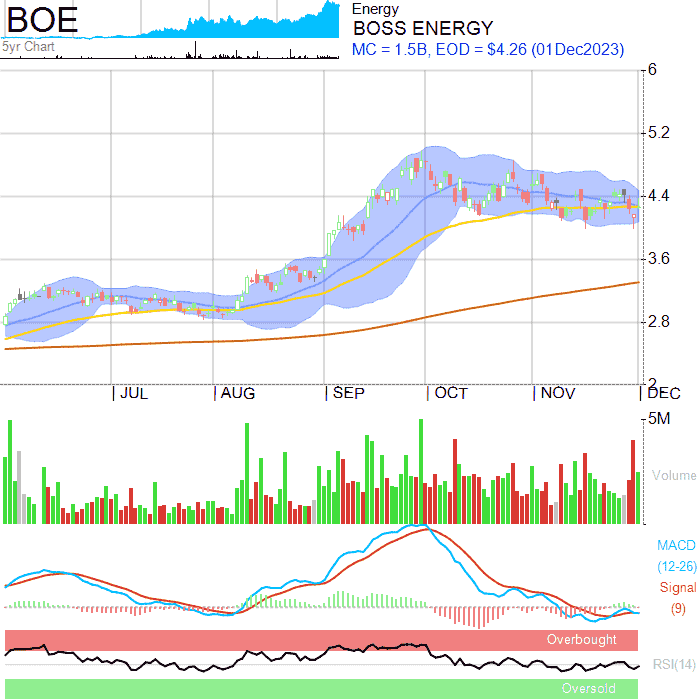 BOE
Energy
BOSS ENERGY
5yr Chart
MC = 1.5B, EOD = $4.26 (01Dec2023)
6
5.2
4.4
3.6
2.8
2
JUL AUG SEP OCT NOV DEC
5M
Volume
MACD
(12-26)
Signal
(9)
Overbought
RSI(14)
Oversold